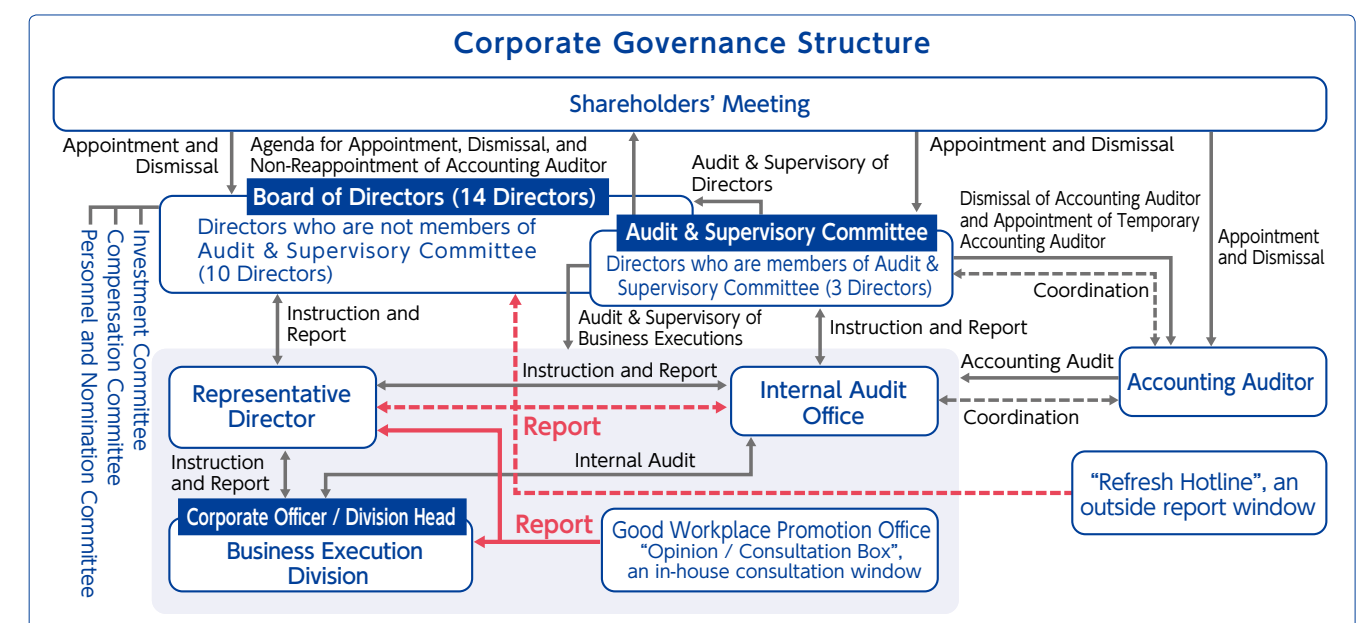 Corporate Governance Structure
Shareholders’ Meeting
Appointment and
Dismissal
Agenda for Appointment, Dismissal, and
Non-Reappointment of Accounting Auditor
Audit & Supervisory of
Directors
Appointment and Dismissal
Dismissal of Accounting Auditor
and Appointment of Temporary
Accounting Auditor
Appointment
and Dismissal
Board of Directors (14 Directors)
Directors who are not members of
Audit & Supervisory Committee
(10 Directors)
Audit & Supervisory Committee
Directors who are members of Audit &
Supervisory Committee (3 Directors)
Investment Committee
Compensation Committee
Personnel and Nomination Committee
Coordination
Instruction and
Report
Audit & Supervisory of
Business Executions
Instruction and Report
Representative
Director
Instruction and Report
Report
Internal Audit
Office
Accounting Audit
Coordination
Accounting Auditor
Instruction
and Report
Internal Audit
“Refresh Hotline”, an
outside report window
Corporate Officer / Division Head
Business Execution
Division
Report
Good Workplace Promotion Office
“Opinion / Consultation Box”,
an in-house consultation window